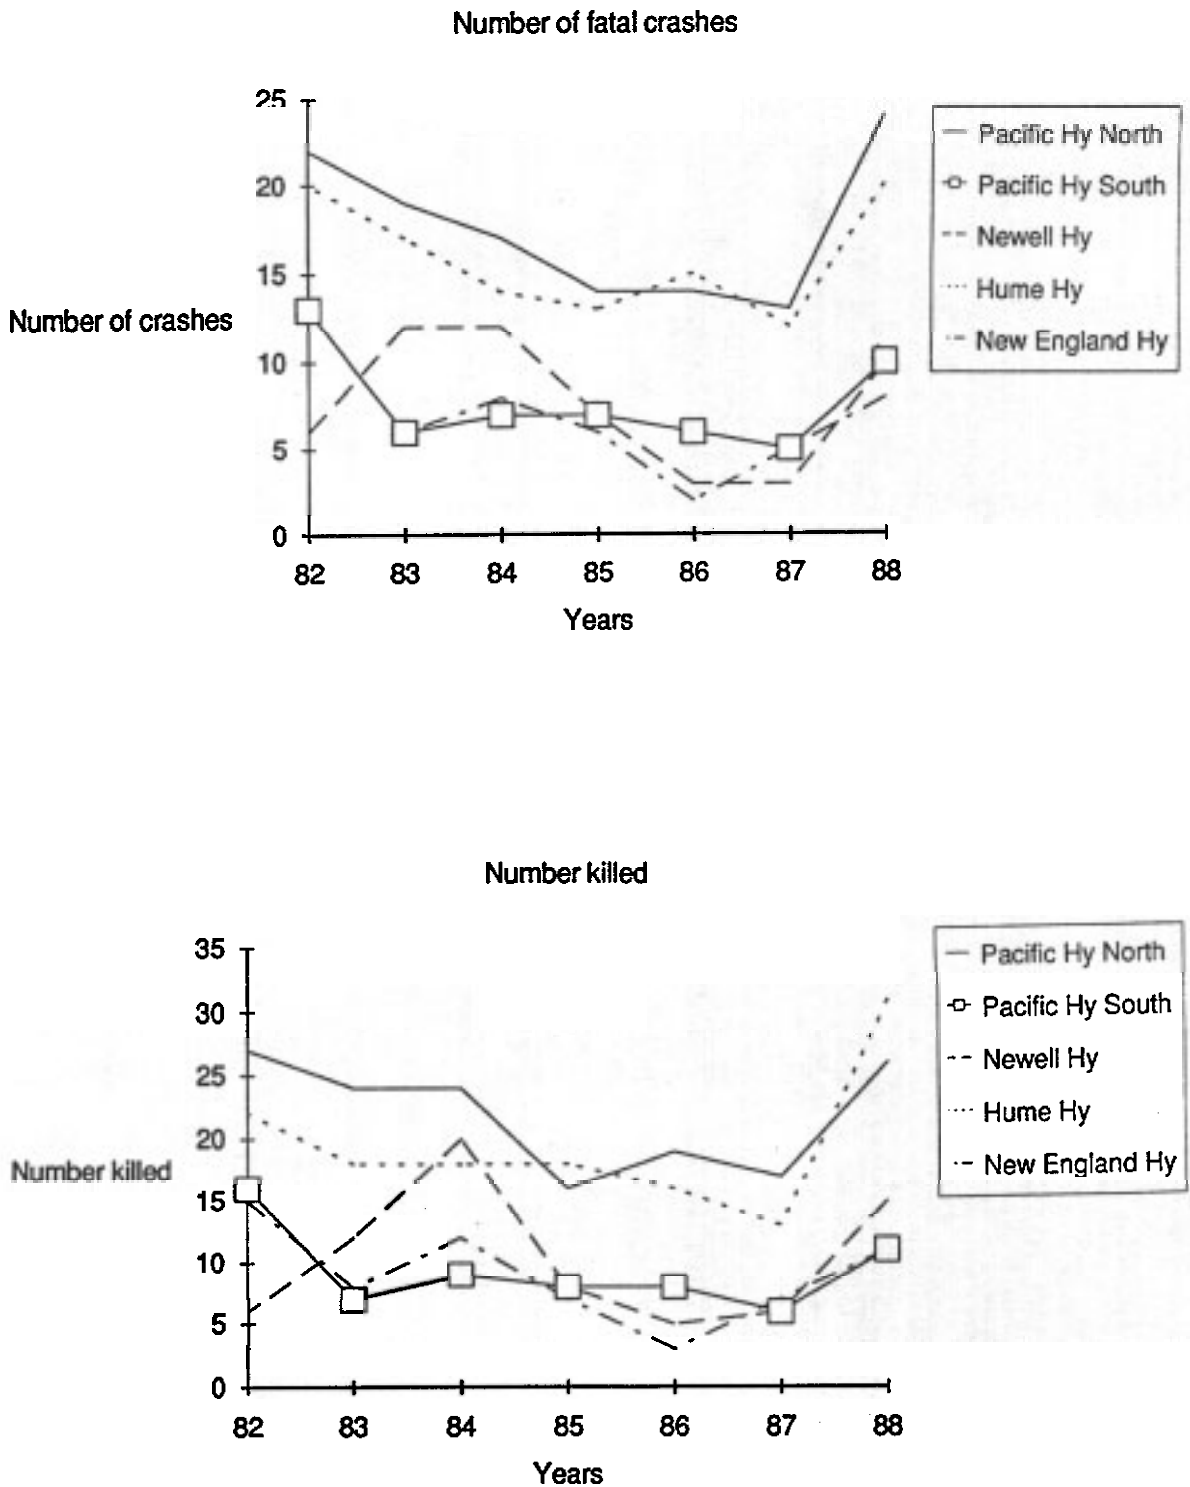 Number of fatal crashes
25
20
15
10
5
0
Number of crashes
82 83 84 85 86 87 88
Years
Pacific Hy North
Pacific Hy South
Newell Hy
Hume Hy
New England Hy
Number killed
35
30
25
20
15
10
5
0
Number killed
82 83 84 85 86 87 88
Years
Pacific Hy North
Pacific Hy South
Newell Hy
Hume Hy
New England Hy